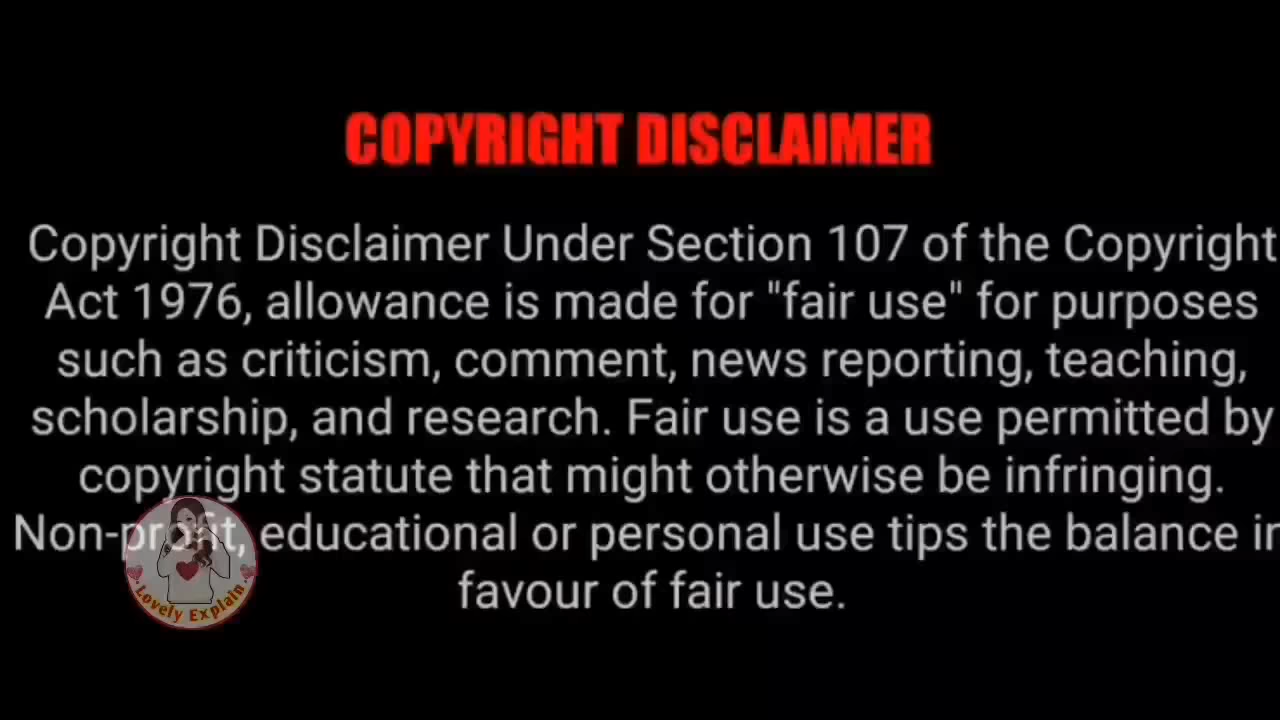 COPYRIGHT DISCLAIMER
Copyright Disclaimer Under Section 107 of the Copyright
Act 1976, allowance is made for "fair use" for purposes
such as criticism, comment, news reporting, teaching,
scholarship, and research. Fair use is a use permitted by
copyright statute that might otherwise be infringing.
Non-profit, educational or personal use tips the balance in
favour of fair use.
Lovely Explain